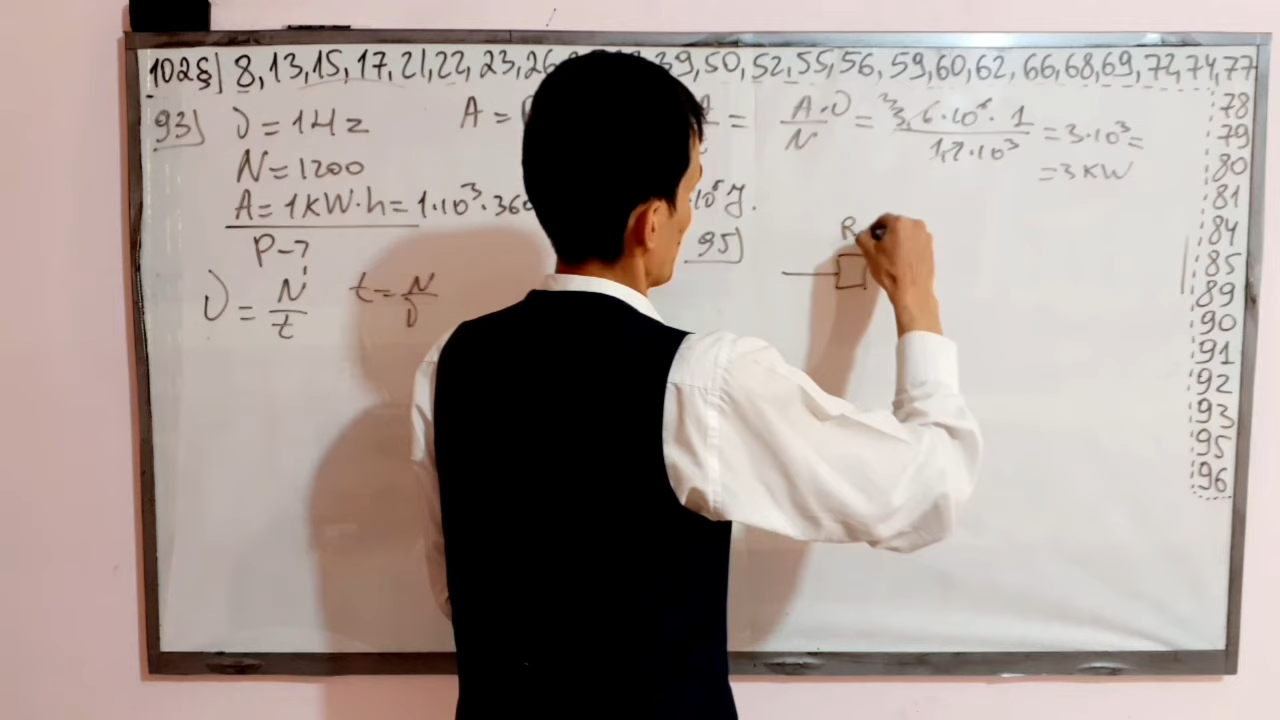 102§] 8, 13, 15, 17, 21, 22, 23, 26 39, 50, 52, 55, 56, 59, 60, 62, 66, 68, 69, 72, 74, 77
78
79
80
81
84
85
89
90
91
92
93
95
96
93) ν = 1Hz
N = 1200
A = 1kW·h = 1·10³·360
P-?
ν = N/t t = N/ν
A =
= A·ν/N = 3,6·10⁶·1/1,2·10³ = 3·10³ =
= 3 kW
J.
95)
R